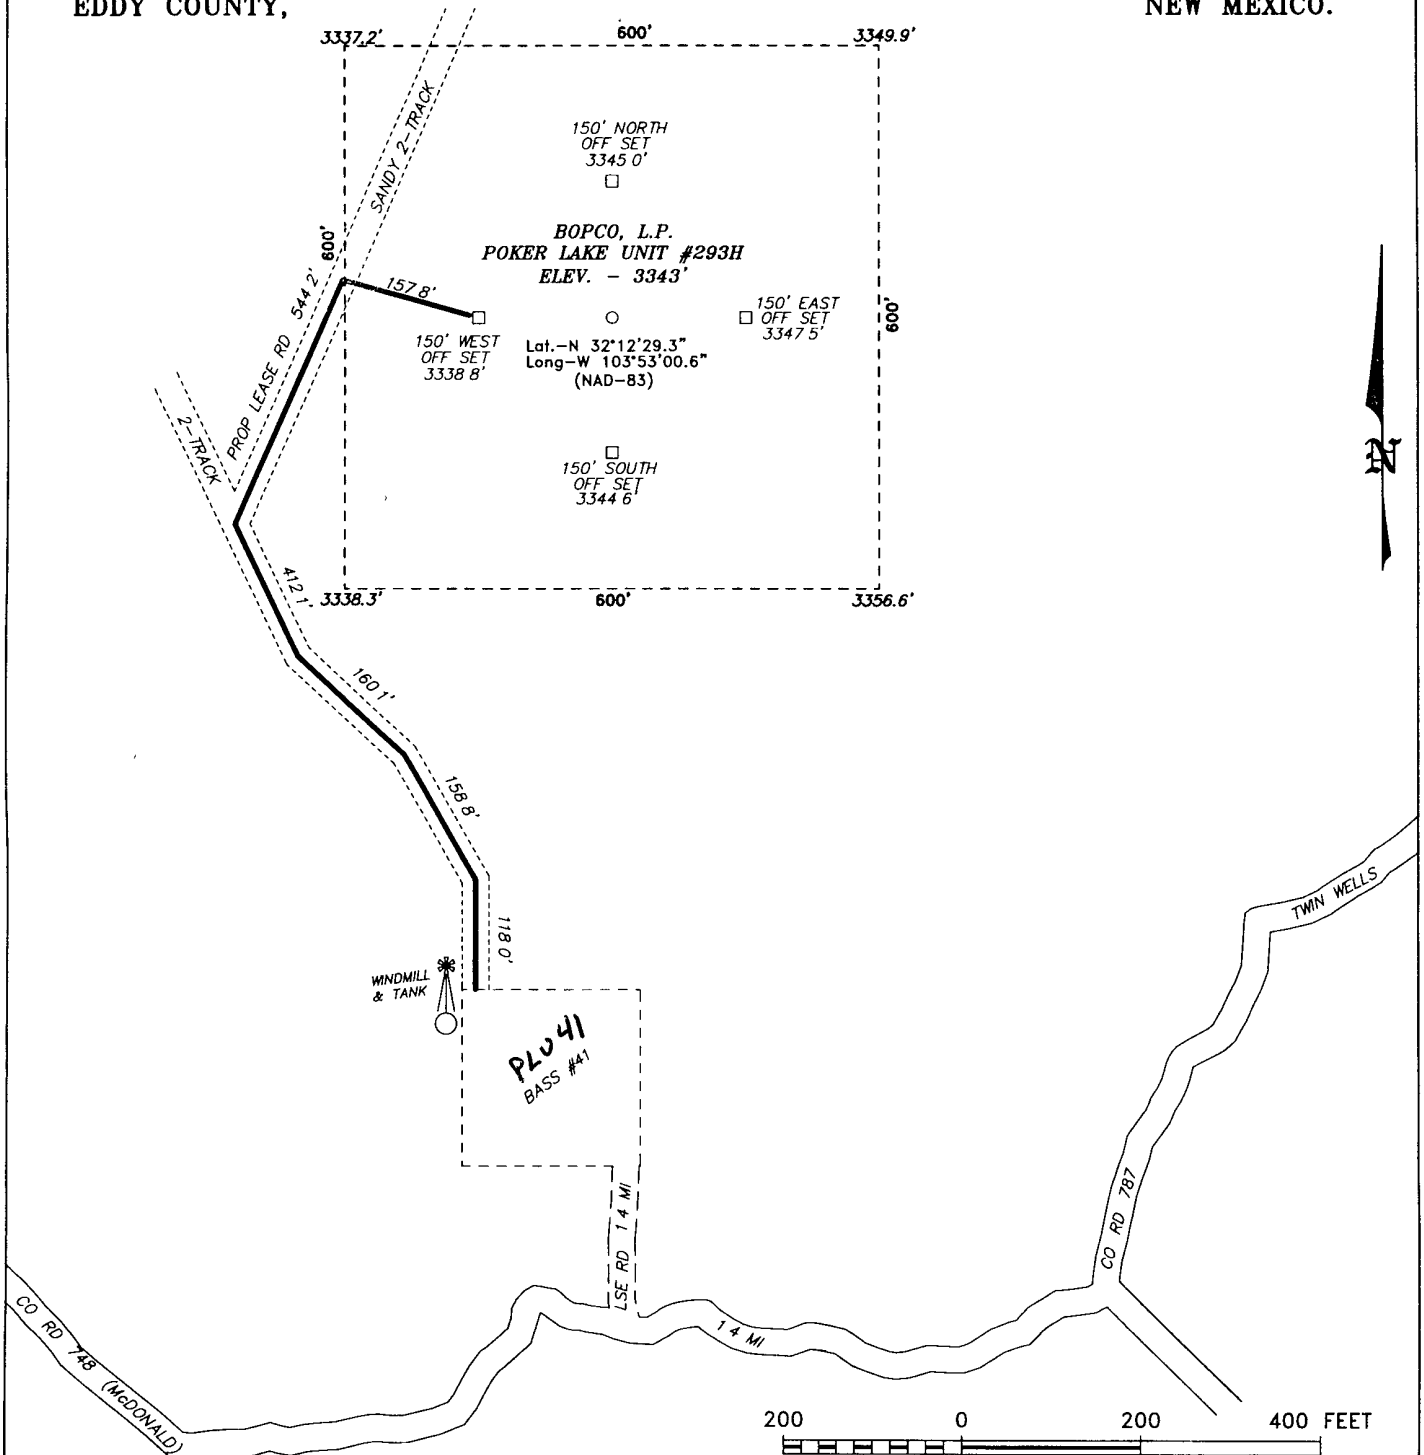 EDDY COUNTY, NEW MEXICO.
3337.2' 600' 3349.9'
SANDY 2-TRACK
150' NORTH
OFF SET
3345 0'
600'
BOPCO, L.P.
POKER LAKE UNIT #293H
ELEV. - 3343'
157 8'
150' WEST
OFF SET
3338 8'
Lat.-N 32°12'29.3"
Long-W 103°53'00.6"
(NAD-83)
150' EAST
OFF SET
3347 5'
600'
PROP LEASE RD 544 2'
2-TRACK
150' SOUTH
OFF SET
3344 6'
N
412 1'
3338.3' 600' 3356.6'
160 1'
158 8'
118 0'
TWIN WELLS
WINDMILL
& TANK
PLU 41
BASS #41
LSE RD 1 4 MI
CO RD 787
CO RD 748 (McDONALD)
1 4 MI
200 0 200 400 FEET